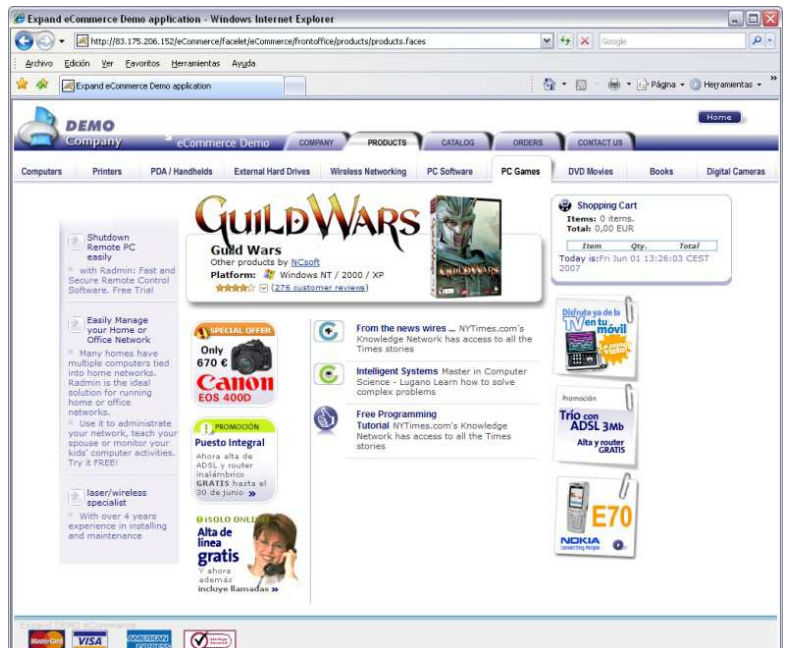 Expand eCommerce Demo application - Windows Internet Explorer
http://83.175.206.152/eCommerce/facelet/eCommerce/frontoffice/products/products.faces
Google
Archivo Edición Ver Favoritos Herramientas Ayuda
Expand eCommerce Demo application
Página Herramientas
Home
DEMO
Company
eCommerce Demo
COMPANY PRODUCTS CATALOG ORDERS CONTACT US
Computers Printers PDA / Handhelds External Hard Drives Wireless Networking PC Software PC Games DVD Movies Books Digital Cameras
Shutdown
Remote PC
easily
with Radmin: Fast and
Secure Remote Control
Software. Free Trial
Easily Manage
your Home or
Office Network
Many homes have
multiple computers tied
into home networks.
Radmin is the ideal
solution for running
home or office
networks.
Use it to administrate
your network, teach your
spouse or monitor your
kids' computer activities.
Try it FREE!
laser/wireless
specialist
With over 4 years
experience in installing
and maintenance
GUILD WARS
Guild Wars
Other products by NCsoft
Platform: Windows NT / 2000 / XP
(276 customer reviews)
GUILD WARS
SPECIAL OFFER
Only
670 €
Canon
EOS 400D
PROMOCIÓN
Puesto Integral
Ahora alta de
ADSL y router
inalámbrico
GRATIS hasta el
30 de junio »
¡SOLO ONLINE!
Alta de
línea
gratis
Y ahora
además
incluye llamadas »
From the news wires ... NYTimes.com's
Knowledge Network has access to all the
Times stories
Intelligent Systems Master in Computer
Science - Lugano Learn how to solve
complex problems
Free Programming
Tutorial NYTimes.com's Knowledge
Network has access to all the Times
stories
Shopping Cart
Items: 0 items.
Total: 0,00 EUR
Item Qty. Total
Today is:Fri Jun 01 13:26:03 CEST
2007
Disfruta ya de la
TV en tu
móvil
Promoción
Trío con
ADSL 3Mb
Alta y router
GRATIS
E70
NOKIA
Connecting People
Expand DEMO eCommerce
MasterCard VISA AMERICAN EXPRESS